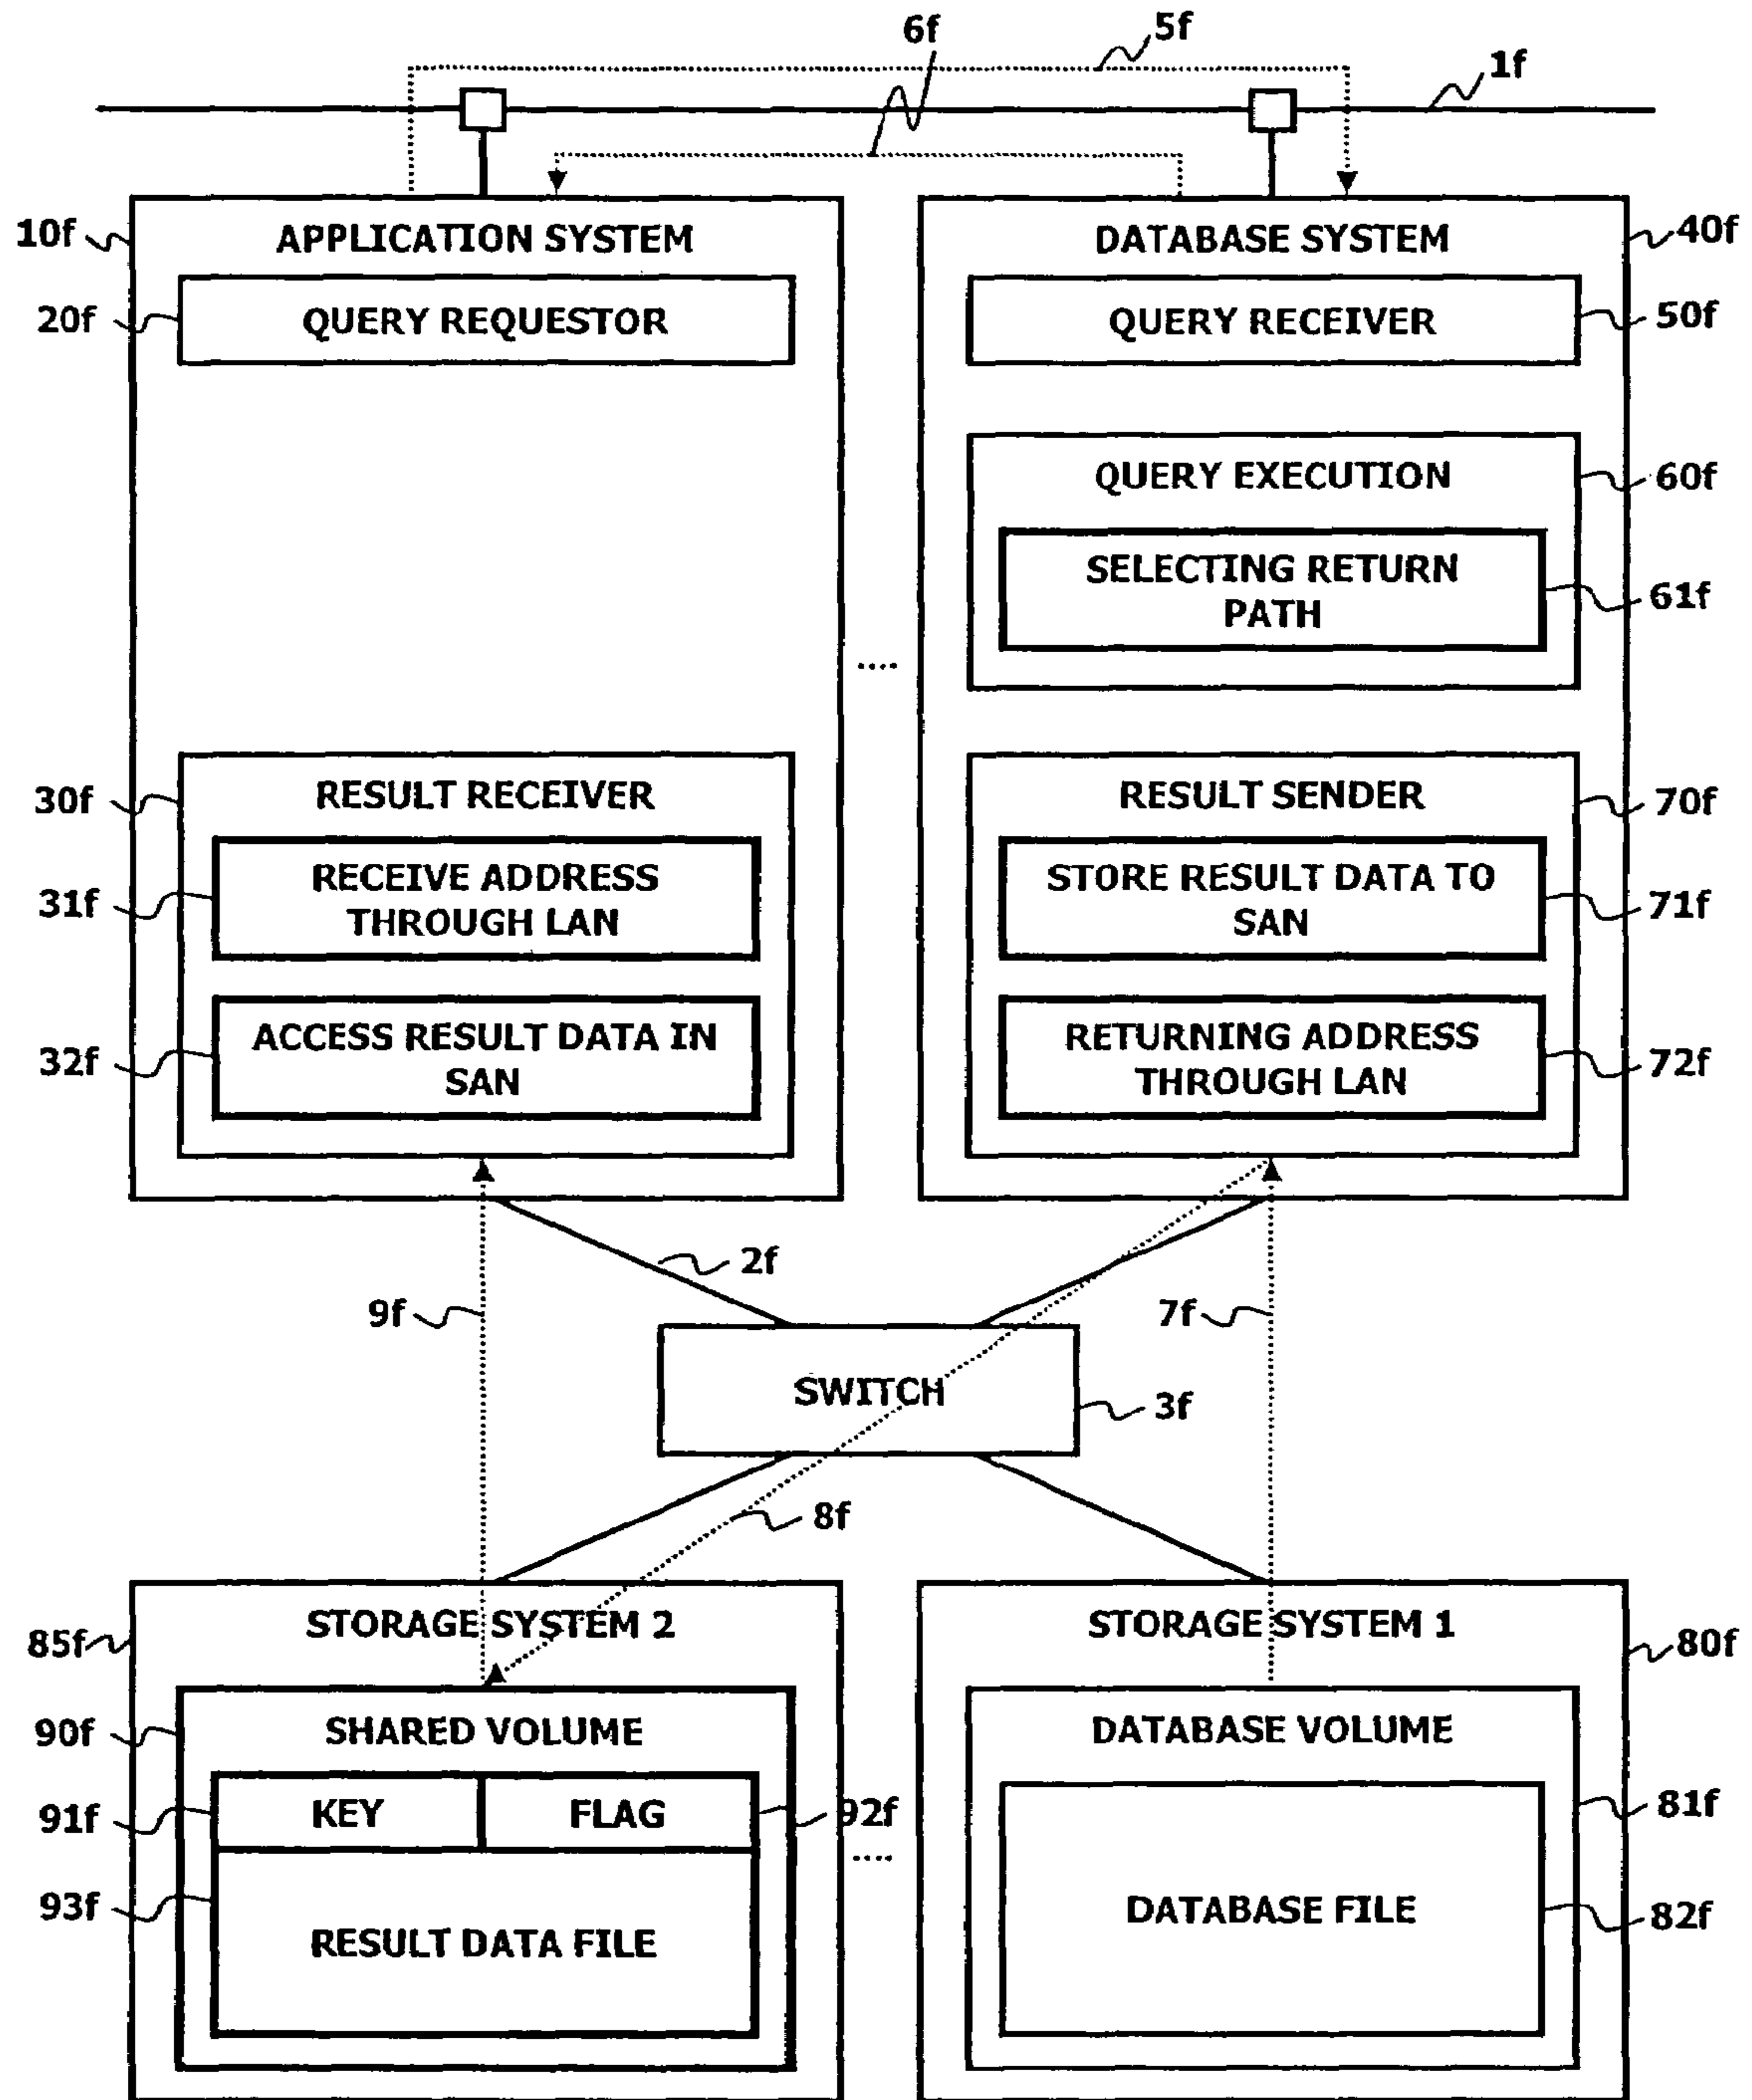 6f
5f
1f
10f
APPLICATION SYSTEM
DATABASE SYSTEM
40f
20f
QUERY REQUESTOR
QUERY RECEIVER
50f
QUERY EXECUTION
60f
SELECTING RETURN
PATH
61f
....
30f
RESULT RECEIVER
RESULT SENDER
70f
31f
RECEIVE ADDRESS
THROUGH LAN
STORE RESULT DATA TO
SAN
71f
32f
ACCESS RESULT DATA IN
SAN
RETURNING ADDRESS
THROUGH LAN
72f
2f
9f
7f
SWITCH
3f
8f
85f
STORAGE SYSTEM 2
STORAGE SYSTEM 1
80f
90f
SHARED VOLUME
DATABASE VOLUME
91f
KEY
FLAG
92f
81f
....
93f
RESULT DATA FILE
DATABASE FILE
82f